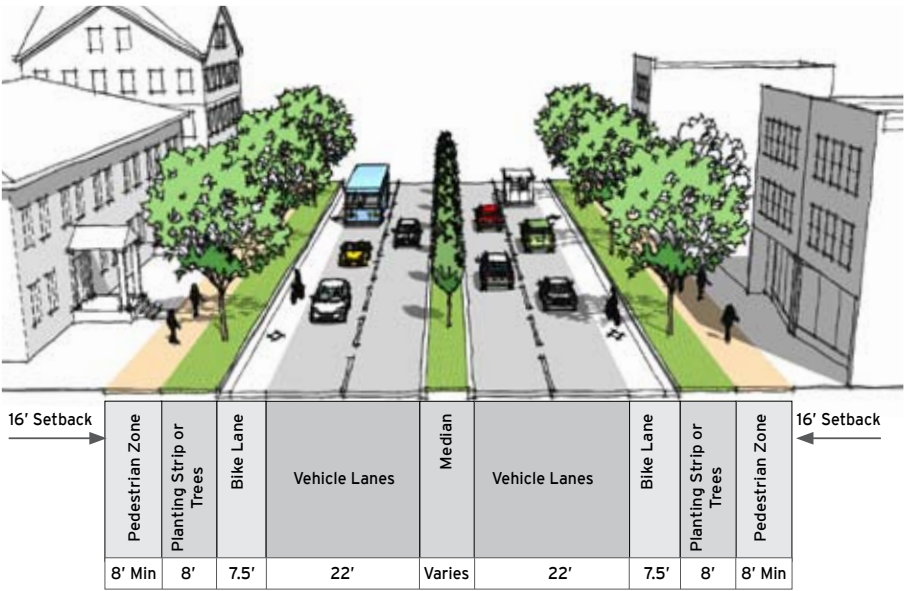 16′ Setback
Pedestrian Zone
Planting Strip or
Trees
Bike Lane
Vehicle Lanes
Median
Vehicle Lanes
Bike Lane
Planting Strip or
Trees
Pedestrian Zone
16′ Setback
8′ Min
8′
7.5′
22′
Varies
22′
7.5′
8′
8′ Min